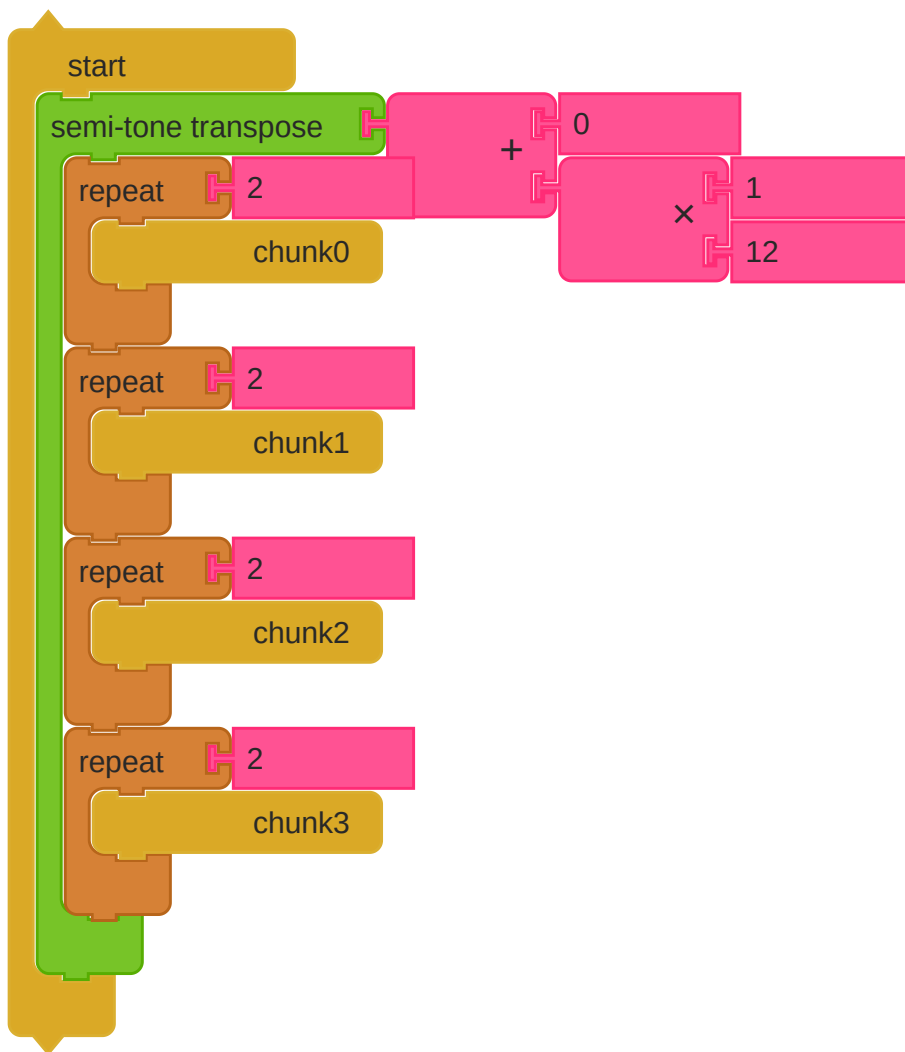 start
semi-tone transpose + 0
repeat 2 × 1
chunk0 12
repeat 2
chunk1
repeat 2
chunk2
repeat 2
chunk3